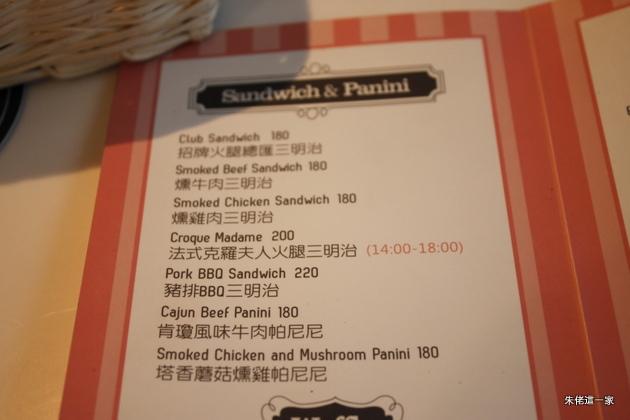 Sandwich & Panini
Club Sandwich 180
招牌火腿總匯三明治
Smoked Beef Sandwich 180
燻牛肉三明治
Smoked Chicken Sandwich 180
燻雞肉三明治
Croque Madame 200
法式克羅夫人火腿三明治 (14:00-18:00)
Pork BBQ Sandwich 220
豬排BBQ三明治
Cajun Beef Panini 180
肯瓊風味牛肉帕尼尼
Smoked Chicken and Mushroom Panini 180
塔香蘑菇燻雞帕尼尼
朱佬這一家